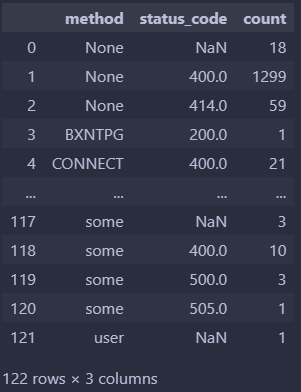 method status_code count
0 None NaN 18
1 None 400.0 1299
2 None 414.0 59
3 BXNTPG 200.0 1
4 CONNECT 400.0 21
... ... ... ...
117 some NaN 3
118 some 400.0 10
119 some 500.0 3
120 some 505.0 1
121 user NaN 1
122 rows × 3 columns